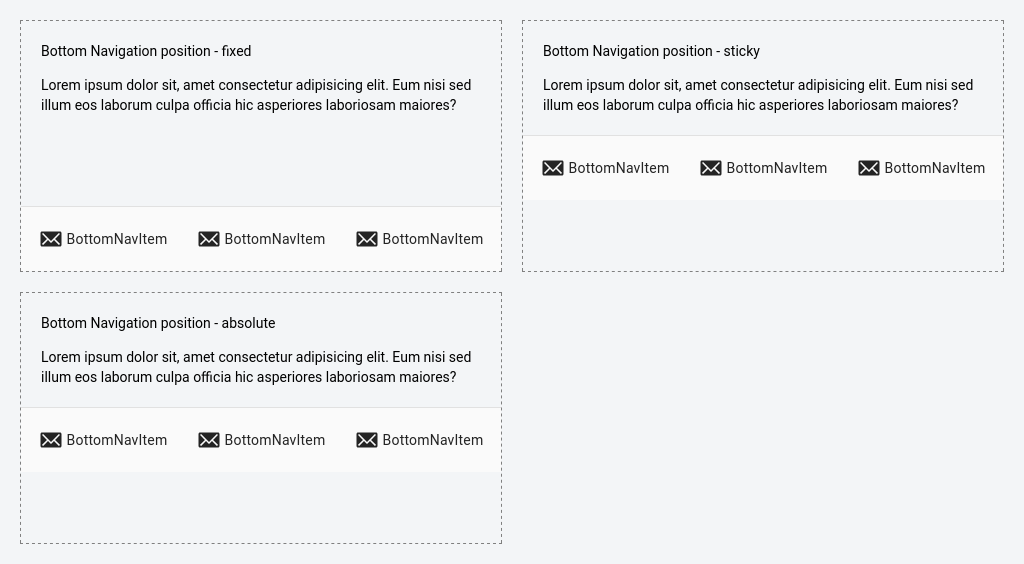 Bottom Navigation position - fixed
Lorem ipsum dolor sit, amet consectetur adipisicing elit. Eum nisi sed
illum eos laborum culpa officia hic asperiores laboriosam maiores?
BottomNavItem BottomNavItem BottomNavItem
Bottom Navigation position - sticky
Lorem ipsum dolor sit, amet consectetur adipisicing elit. Eum nisi sed
illum eos laborum culpa officia hic asperiores laboriosam maiores?
BottomNavItem BottomNavItem BottomNavItem
Bottom Navigation position - absolute
Lorem ipsum dolor sit, amet consectetur adipisicing elit. Eum nisi sed
illum eos laborum culpa officia hic asperiores laboriosam maiores?
BottomNavItem BottomNavItem BottomNavItem